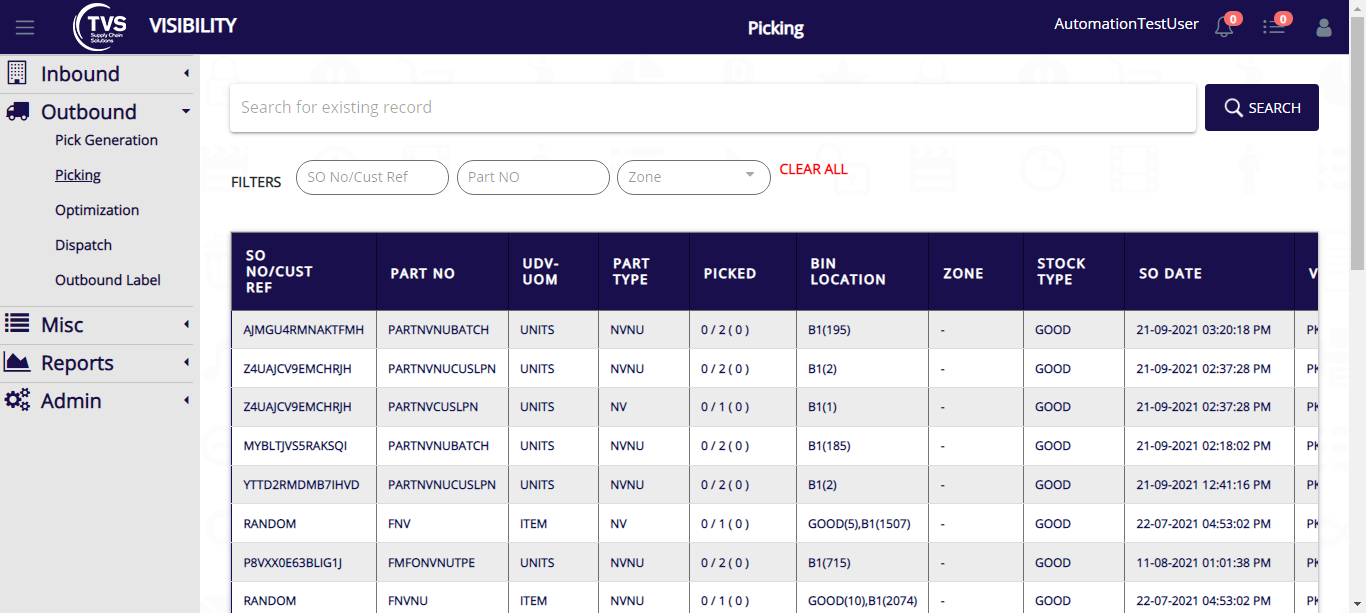 TVS
Supply Chain
Solutions
VISIBILITY
Picking
AutomationTestUser
0
0
Inbound
Outbound
Pick Generation
Picking
Optimization
Dispatch
Outbound Label
Misc
Reports
Admin
Search for existing record
SEARCH
FILTERS
SO No/Cust Ref
Part NO
Zone
CLEAR ALL
SO NO/CUST REF PART NO UDV-UOM PART TYPE PICKED BIN LOCATION ZONE STOCK TYPE SO DATE V
AJMGU4RMNAKTFMH PARTNVNUBATCH UNITS NVNU 0 / 2 ( 0 ) B1(195) - GOOD 21-09-2021 03:20:18 PM PK
Z4UAJCV9EMCHRJH PARTNVNUCUSLPN UNITS NVNU 0 / 2 ( 0 ) B1(2) - GOOD 21-09-2021 02:37:28 PM PK
Z4UAJCV9EMCHRJH PARTNVCUSLPN UNITS NV 0 / 1 ( 0 ) B1(1) - GOOD 21-09-2021 02:37:28 PM PK
MYBLTJVS5RAKSQI PARTNVNUBATCH UNITS NVNU 0 / 2 ( 0 ) B1(185) - GOOD 21-09-2021 02:18:02 PM PK
YTTD2RMDMB7IHVD PARTNVNUCUSLPN UNITS NVNU 0 / 2 ( 0 ) B1(2) - GOOD 21-09-2021 12:41:16 PM PK
RANDOM FNV ITEM NV 0 / 1 ( 0 ) GOOD(5),B1(1507) - GOOD 22-07-2021 04:53:02 PM PK
P8VXX0E63BLIG1J FMFONVNUTPE UNITS NVNU 0 / 2 ( 0 ) B1(715) - GOOD 11-08-2021 01:01:38 PM PK
RANDOM FNVNU ITEM NVNU 0 / 1 ( 0 ) GOOD(10),B1(2074) - GOOD 22-07-2021 04:53:02 PM PK